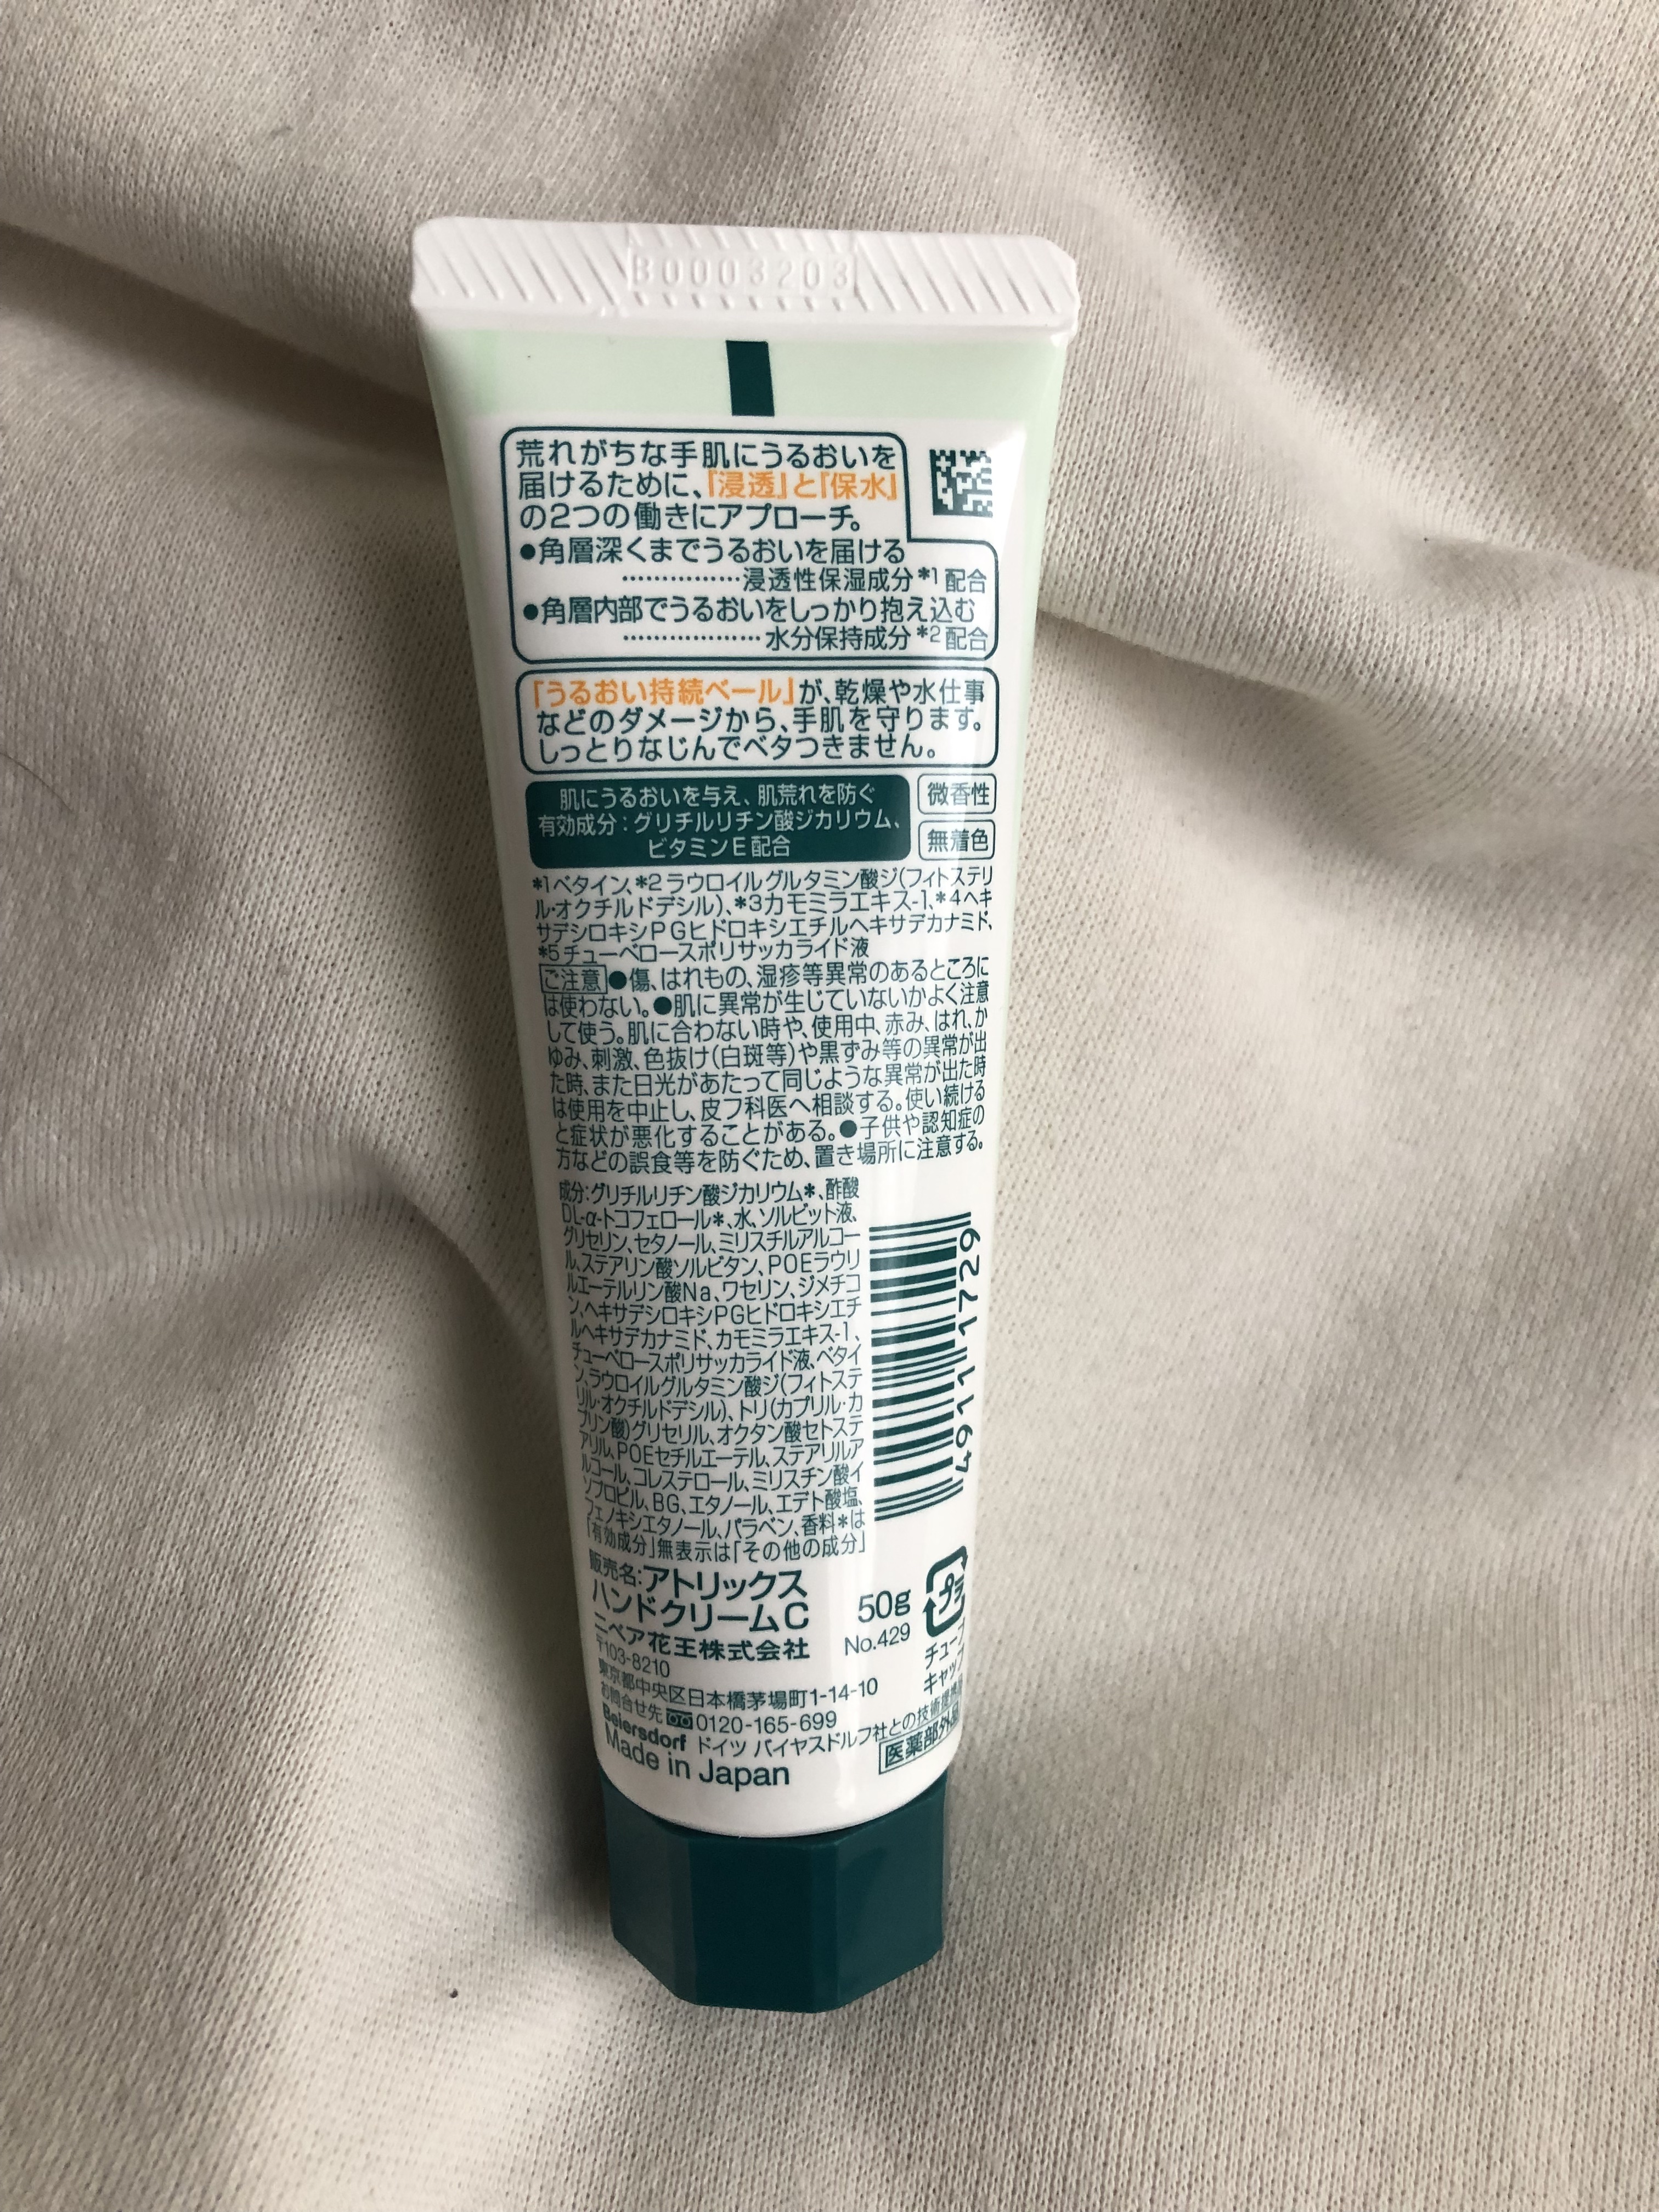 B0003203
荒れがちな手肌にうるおいを
届けるために、『浸透』と『保水』
の2つの働きにアプローチ。
●角層深くまでうるおいを届ける
……………浸透性保湿成分*1配合
●角層内部でうるおいをしっかり抱え込む
………………水分保持成分*2配合
「うるおい持続ベール」が、乾燥や水仕事
などのダメージから、手肌を守ります。
しっとりなじんでベタつきません。
肌にうるおいを与え、肌荒れを防ぐ
有効成分：グリチルリチン酸ジカリウム、
ビタミンE配合
微香性
無着色
*1ベタイン、*2ラウロイルグルタミン酸ジ(フィトステリ
ル・オクチルドデシル)、*3カモミラエキス-1、*4ヘキ
サデシロキシPGヒドロキシエチルヘキサデカナミド、
*5チューベロースポリサッカライド液
ご注意●傷、はれもの、湿疹等異常のあるところに
は使わない。●肌に異常が生じていないかよく注意
して使う。肌に合わない時や、使用中、赤み、はれ、か
ゆみ、刺激、色抜け(白斑等)や黒ずみ等の異常が出
た時、また日光があたって同じような異常が出た時
は使用を中止し、皮フ科医へ相談する。使い続ける
と症状が悪化することがある。●子供や認知症の
方などの誤食等を防ぐため、置き場所に注意する。
成分：グリチルリチン酸ジカリウム*、酢酸
DL-α-トコフェロール*、水、ソルビット液、
グリセリン、セタノール、ミリスチルアルコー
ル、ステアリン酸ソルビタン、POEラウリ
ルエーテルリン酸Na、ワセリン、ジメチコ
ン、ヘキサデシロキシPGヒドロキシエチ
ルヘキサデカナミド、カモミラエキス-1、
チューベロースポリサッカライド液、ベタイ
ン、ラウロイルグルタミン酸ジ(フィトステ
リル・オクチルドデシル)、トリ(カプリル・カ
プリン酸)グリセリル、オクタン酸セトステ
アリル、POEセチルエーテル、ステアリルア
ルコール、コレステロール、ミリスチン酸イ
ソプロピル、BG、エタノール、エデト酸塩、
フェノキシエタノール、パラベン、香料*は
「有効成分」無表示は「その他の成分」
4911111729
販売名：アトリックス
ハンドクリームC
50g
No.429
プラ
チューブ
キャップ
ニベア花王株式会社
〒103-8210
東京都中央区日本橋茅場町1-14-10
お問合せ先 0120-165-699
Beiersdorf ドイツ バイヤスドルフ社との技術提携品
Made in Japan
医薬部外品